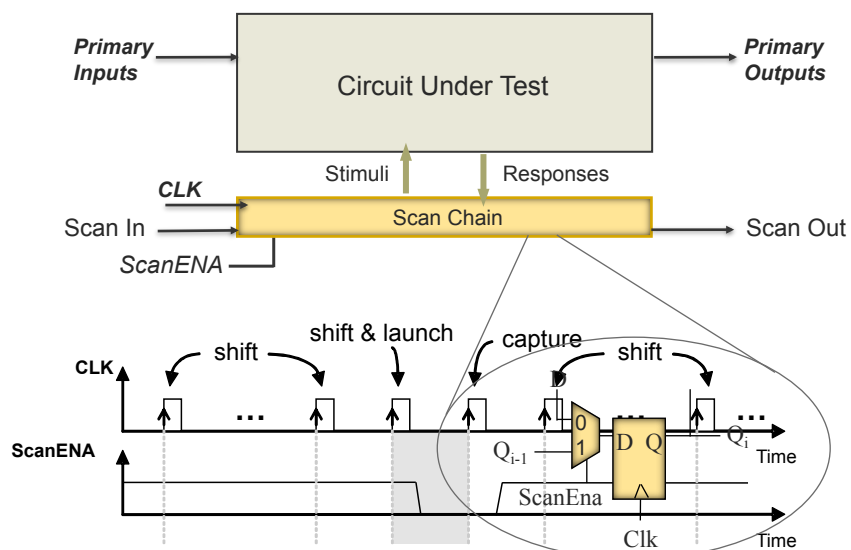 Primary
Inputs
Circuit Under Test
Primary
Outputs
Stimuli
Responses
CLK
Scan In
Scan Chain
Scan Out
ScanENA
shift
shift & launch
capture
shift
CLK
...
D
...
...
0
1
D Q
Qi-1
Qi
Time
ScanENA
ScanEna
Clk
Time